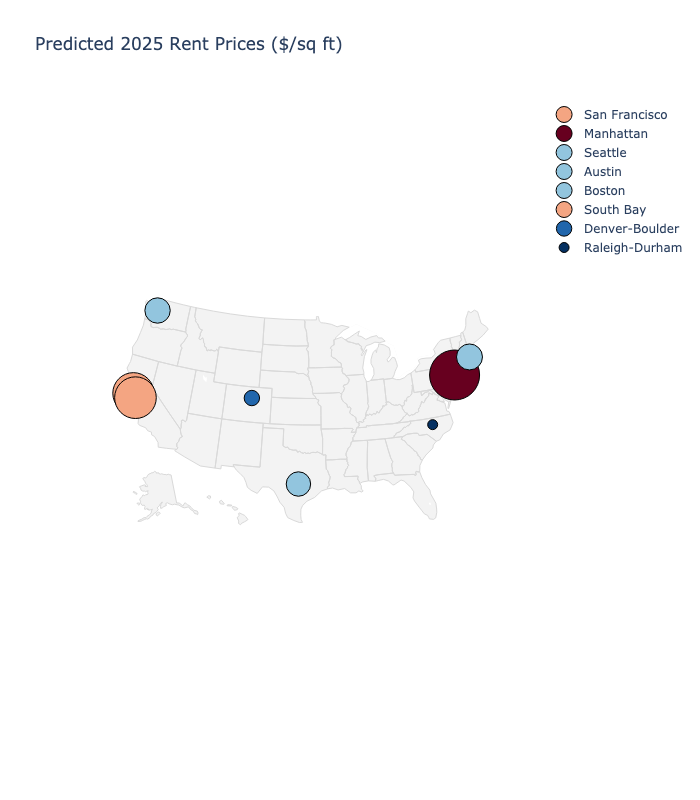 Predicted 2025 Rent Prices ($/sq ft)
San Francisco
Manhattan
Seattle
Austin
Boston
South Bay
Denver-Boulder
Raleigh-Durham